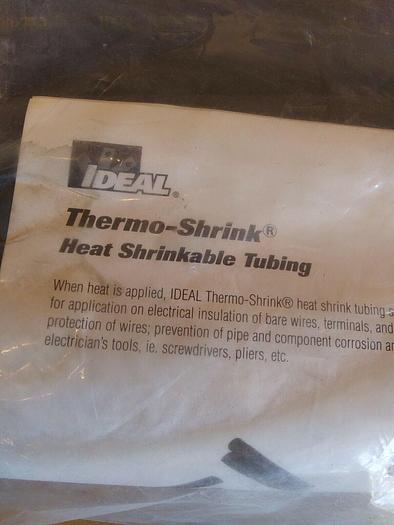 IDEAL®
Thermo-Shrink®
Heat Shrinkable Tubing
When heat is applied, IDEAL Thermo-Shrink® heat shrink tubing
for application on electrical insulation of bare wires, terminals, and
protection of wires; prevention of pipe and component corrosion
electrician's tools, ie. screwdrivers, pliers, etc.